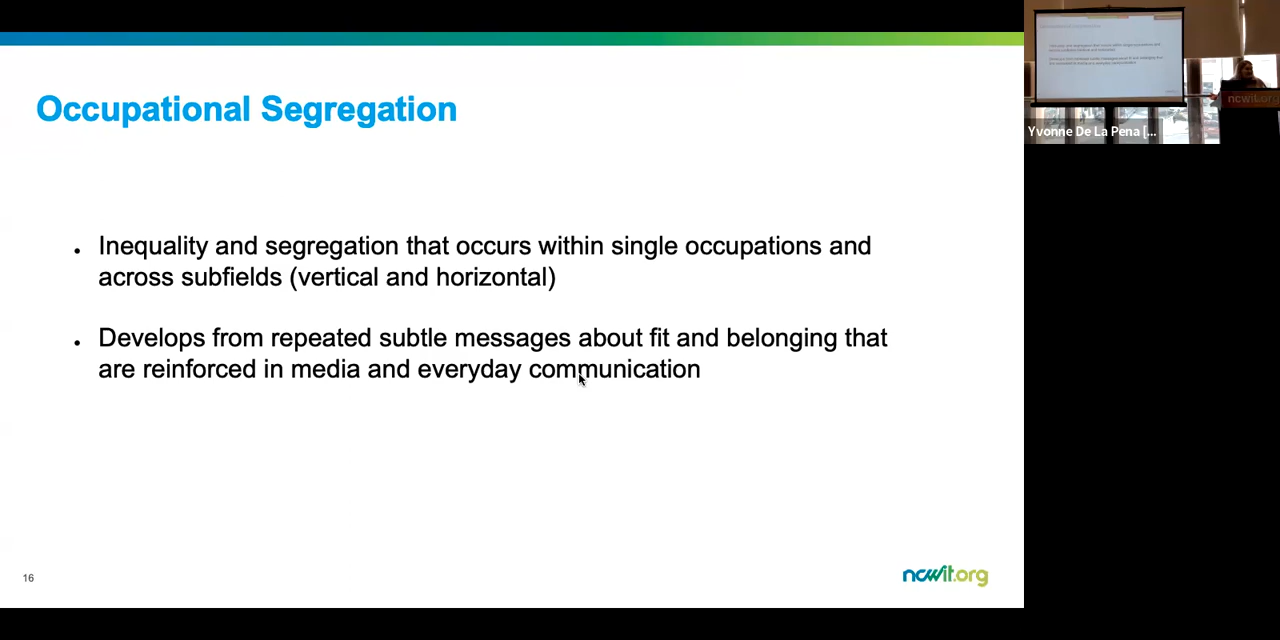 Occupational Segregation
• Inequality and segregation that occurs within single occupations and
across subfields (vertical and horizontal)
• Develops from repeated subtle messages about fit and belonging that
are reinforced in media and everyday communication
16
ncwit.org
ncwit.org
Yvonne De La Pena [...